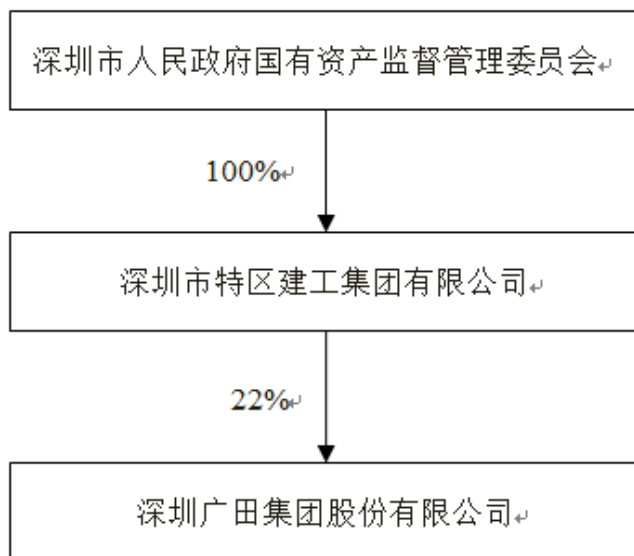 深圳市人民政府国有资产监督管理委员会↵
100%↵
深圳市特区建工集团有限公司↵
22%↵
深圳广田集团股份有限公司↵